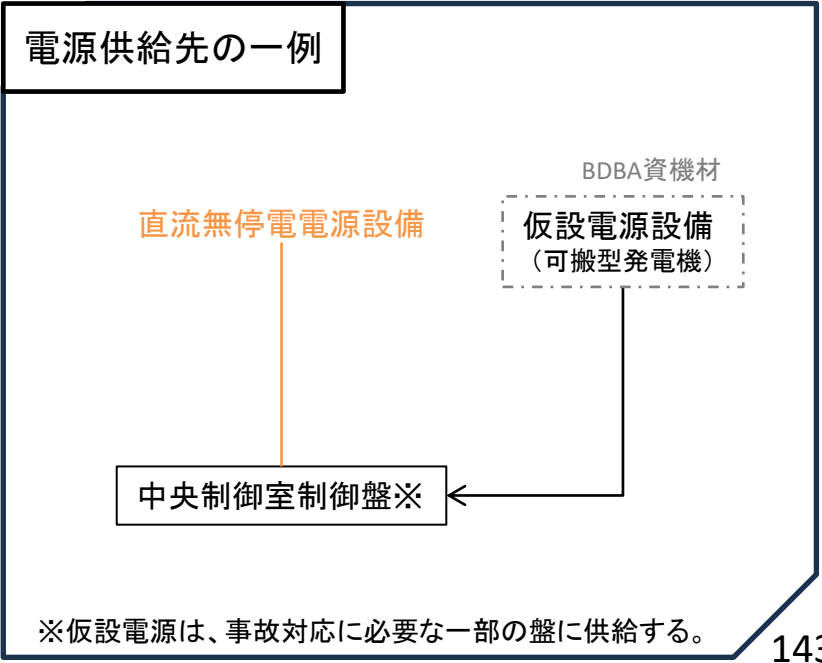 電源供給先の一例
BDBA資機材
直流無停電電源設備
仮設電源設備
（可搬型発電機）
中央制御室制御盤※
※仮設電源は、事故対応に必要な一部の盤に供給する。
143